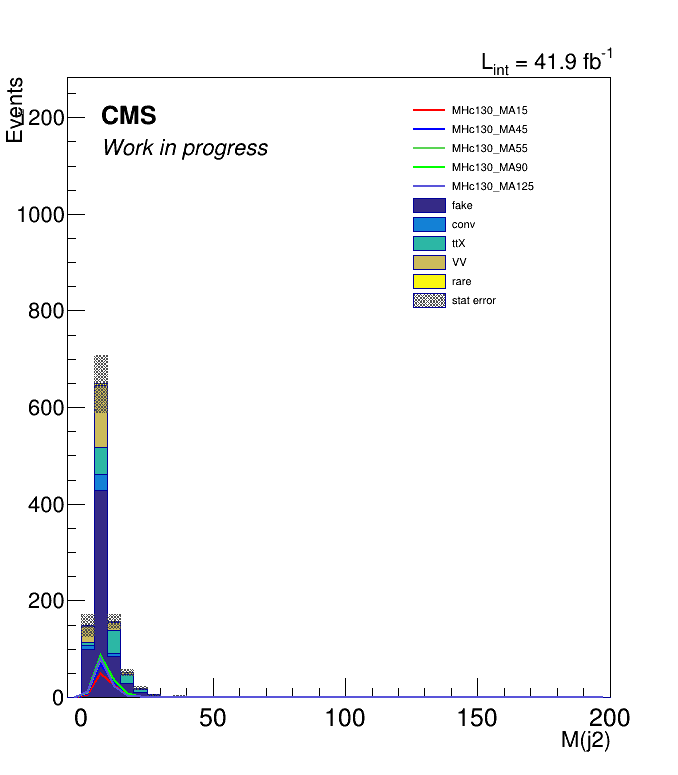 L_int = 41.9 fb^-1
Events
CMS
Work in progress
MHc130_MA15
MHc130_MA45
MHc130_MA55
MHc130_MA90
MHc130_MA125
fake
conv
ttX
VV
rare
stat error
1200
1000
800
600
400
200
0
0 50 100 150 200
M(j2)